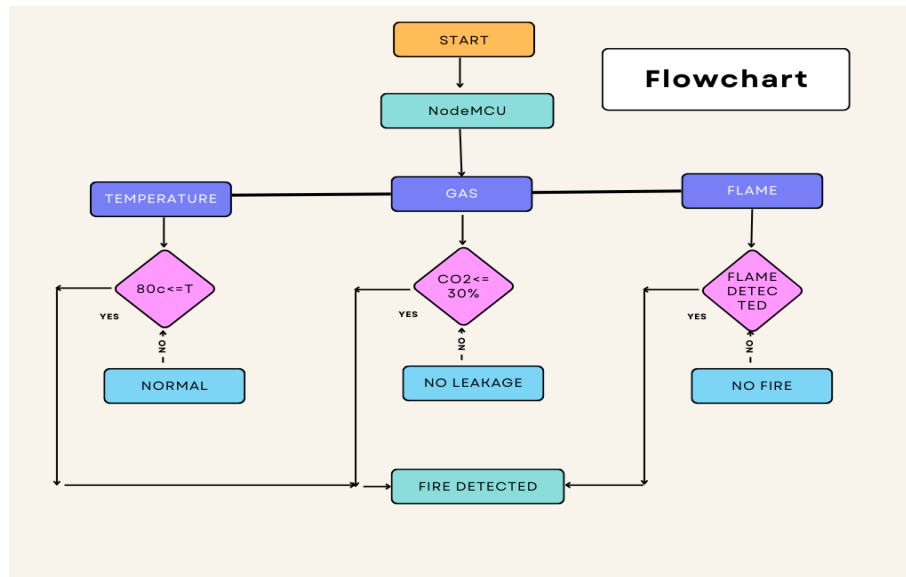 START
Flowchart
NodeMCU
TEMPERATURE
GAS
FLAME
80c<=T
CO2<=
30%
FLAME
DETEC
TED
YES
YES
YES
NO
NO
NO
NORMAL
NO LEAKAGE
NO FIRE
FIRE DETECTED